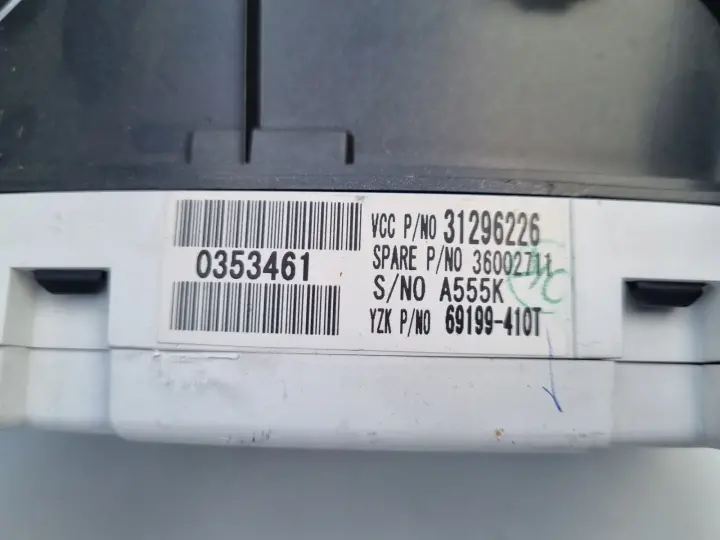 VCC P/NO 31296226
SPARE P/NO 36002711
0353461
S/NO A555K
YZK P/NO 69199-410T